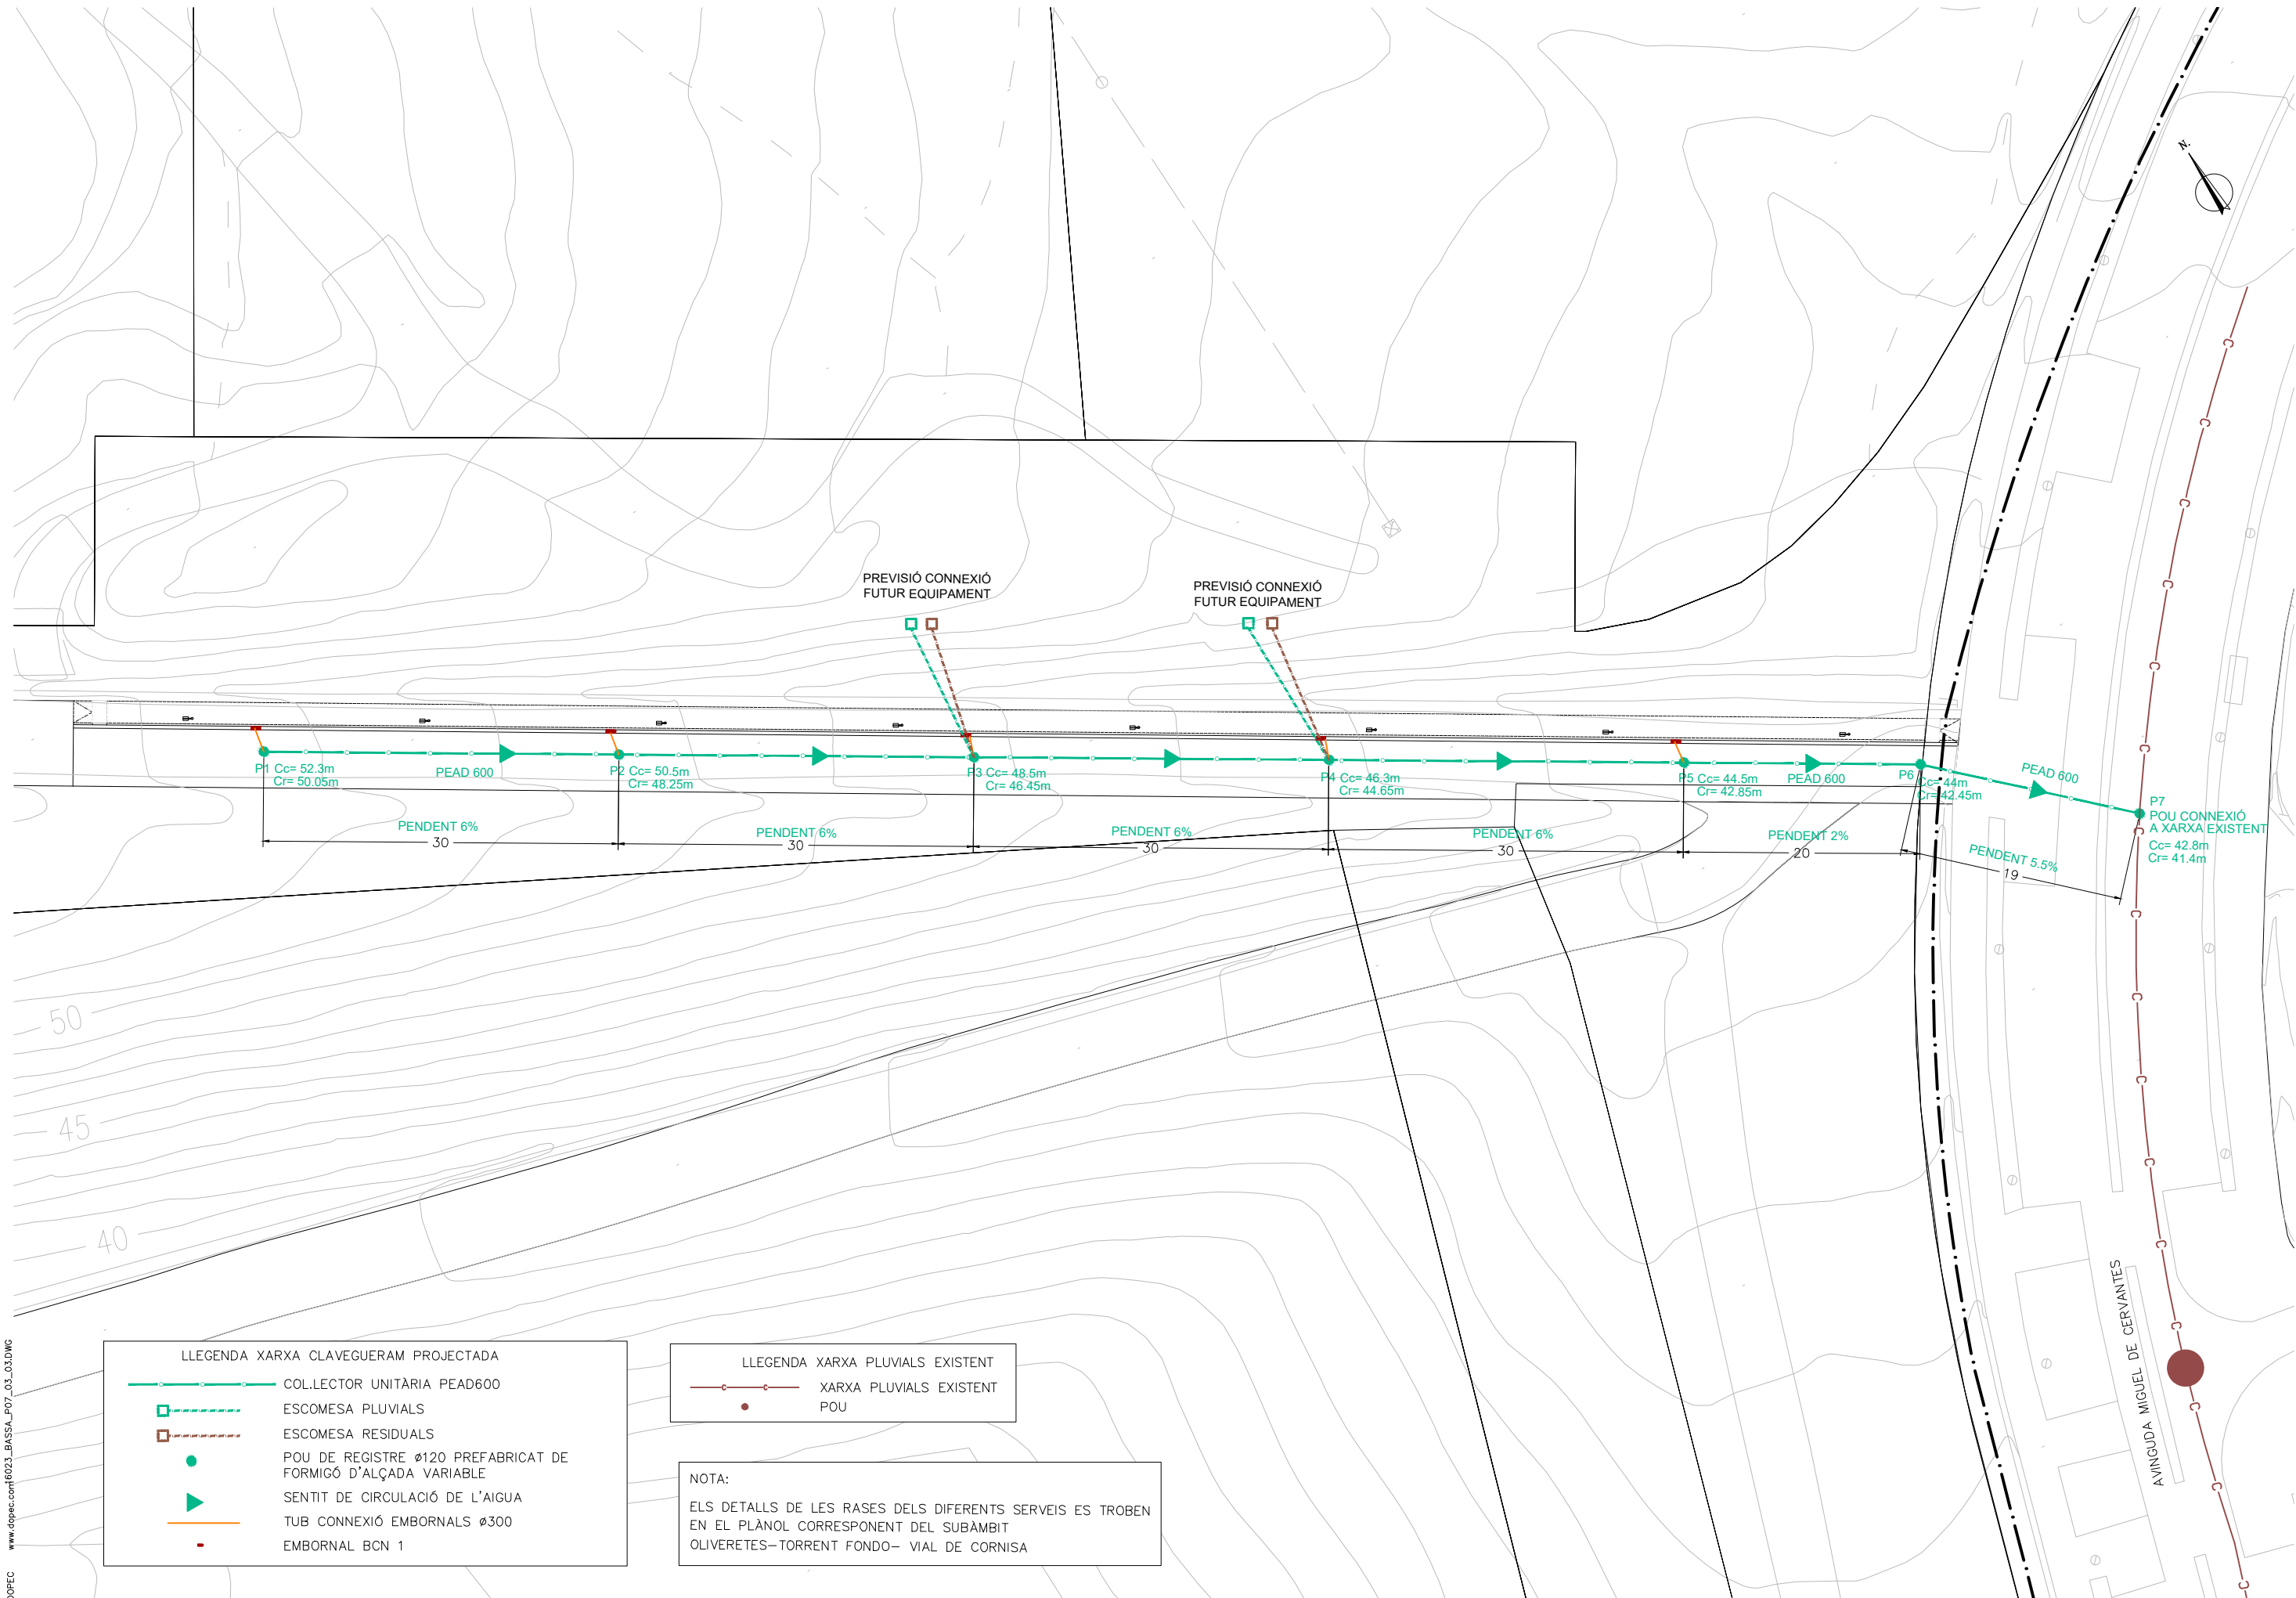 N.
PREVISIÓ CONNEXIÓ
FUTUR EQUIPAMENT
PREVISIÓ CONNEXIÓ
FUTUR EQUIPAMENT
P1 Cc= 52.3m
Cr= 50.05m
PEAD 600
P2 Cc= 50.5m
Cr= 48.25m
P3 Cc= 48.5m
Cr= 46.45m
P4 Cc= 46.3m
Cr= 44.65m
P5 Cc= 44.5m
Cr= 42.85m
PEAD 600
P6
Cc= 44m
Cr= 42.45m
PEAD 600
P7
POU CONNEXIÓ
A XARXA EXISTENT
Cc= 42.8m
Cr= 41.4m
PENDENT 6%
30
PENDENT 6%
30
PENDENT 6%
30
PENDENT 6%
30
PENDENT 2%
20
PENDENT 5.5%
19
50
45
40
AVINGUDA MIGUEL DE CERVANTES
LLEGENDA XARXA CLAVEGUERAM PROJECTADA
COL.LECTOR UNITÀRIA PEAD600
ESCOMESA PLUVIALS
ESCOMESA RESIDUALS
POU DE REGISTRE ø120 PREFABRICAT DE
FORMIGÓ D'ALÇADA VARIABLE
SENTIT DE CIRCULACIÓ DE L'AIGUA
TUB CONNEXIÓ EMBORNALS ø300
EMBORNAL BCN 1
LLEGENDA XARXA PLUVIALS EXISTENT
XARXA PLUVIALS EXISTENT
POU
NOTA:
ELS DETALLS DE LES RASES DELS DIFERENTS SERVEIS ES TROBEN
EN EL PLÀNOL CORRESPONENT DEL SUBÀMBIT
OLIVERETES-TORRENT FONDO- VIAL DE CORNISA
DOPEC www.dopec.com 16023_BASSA_P07_03_03.DWG